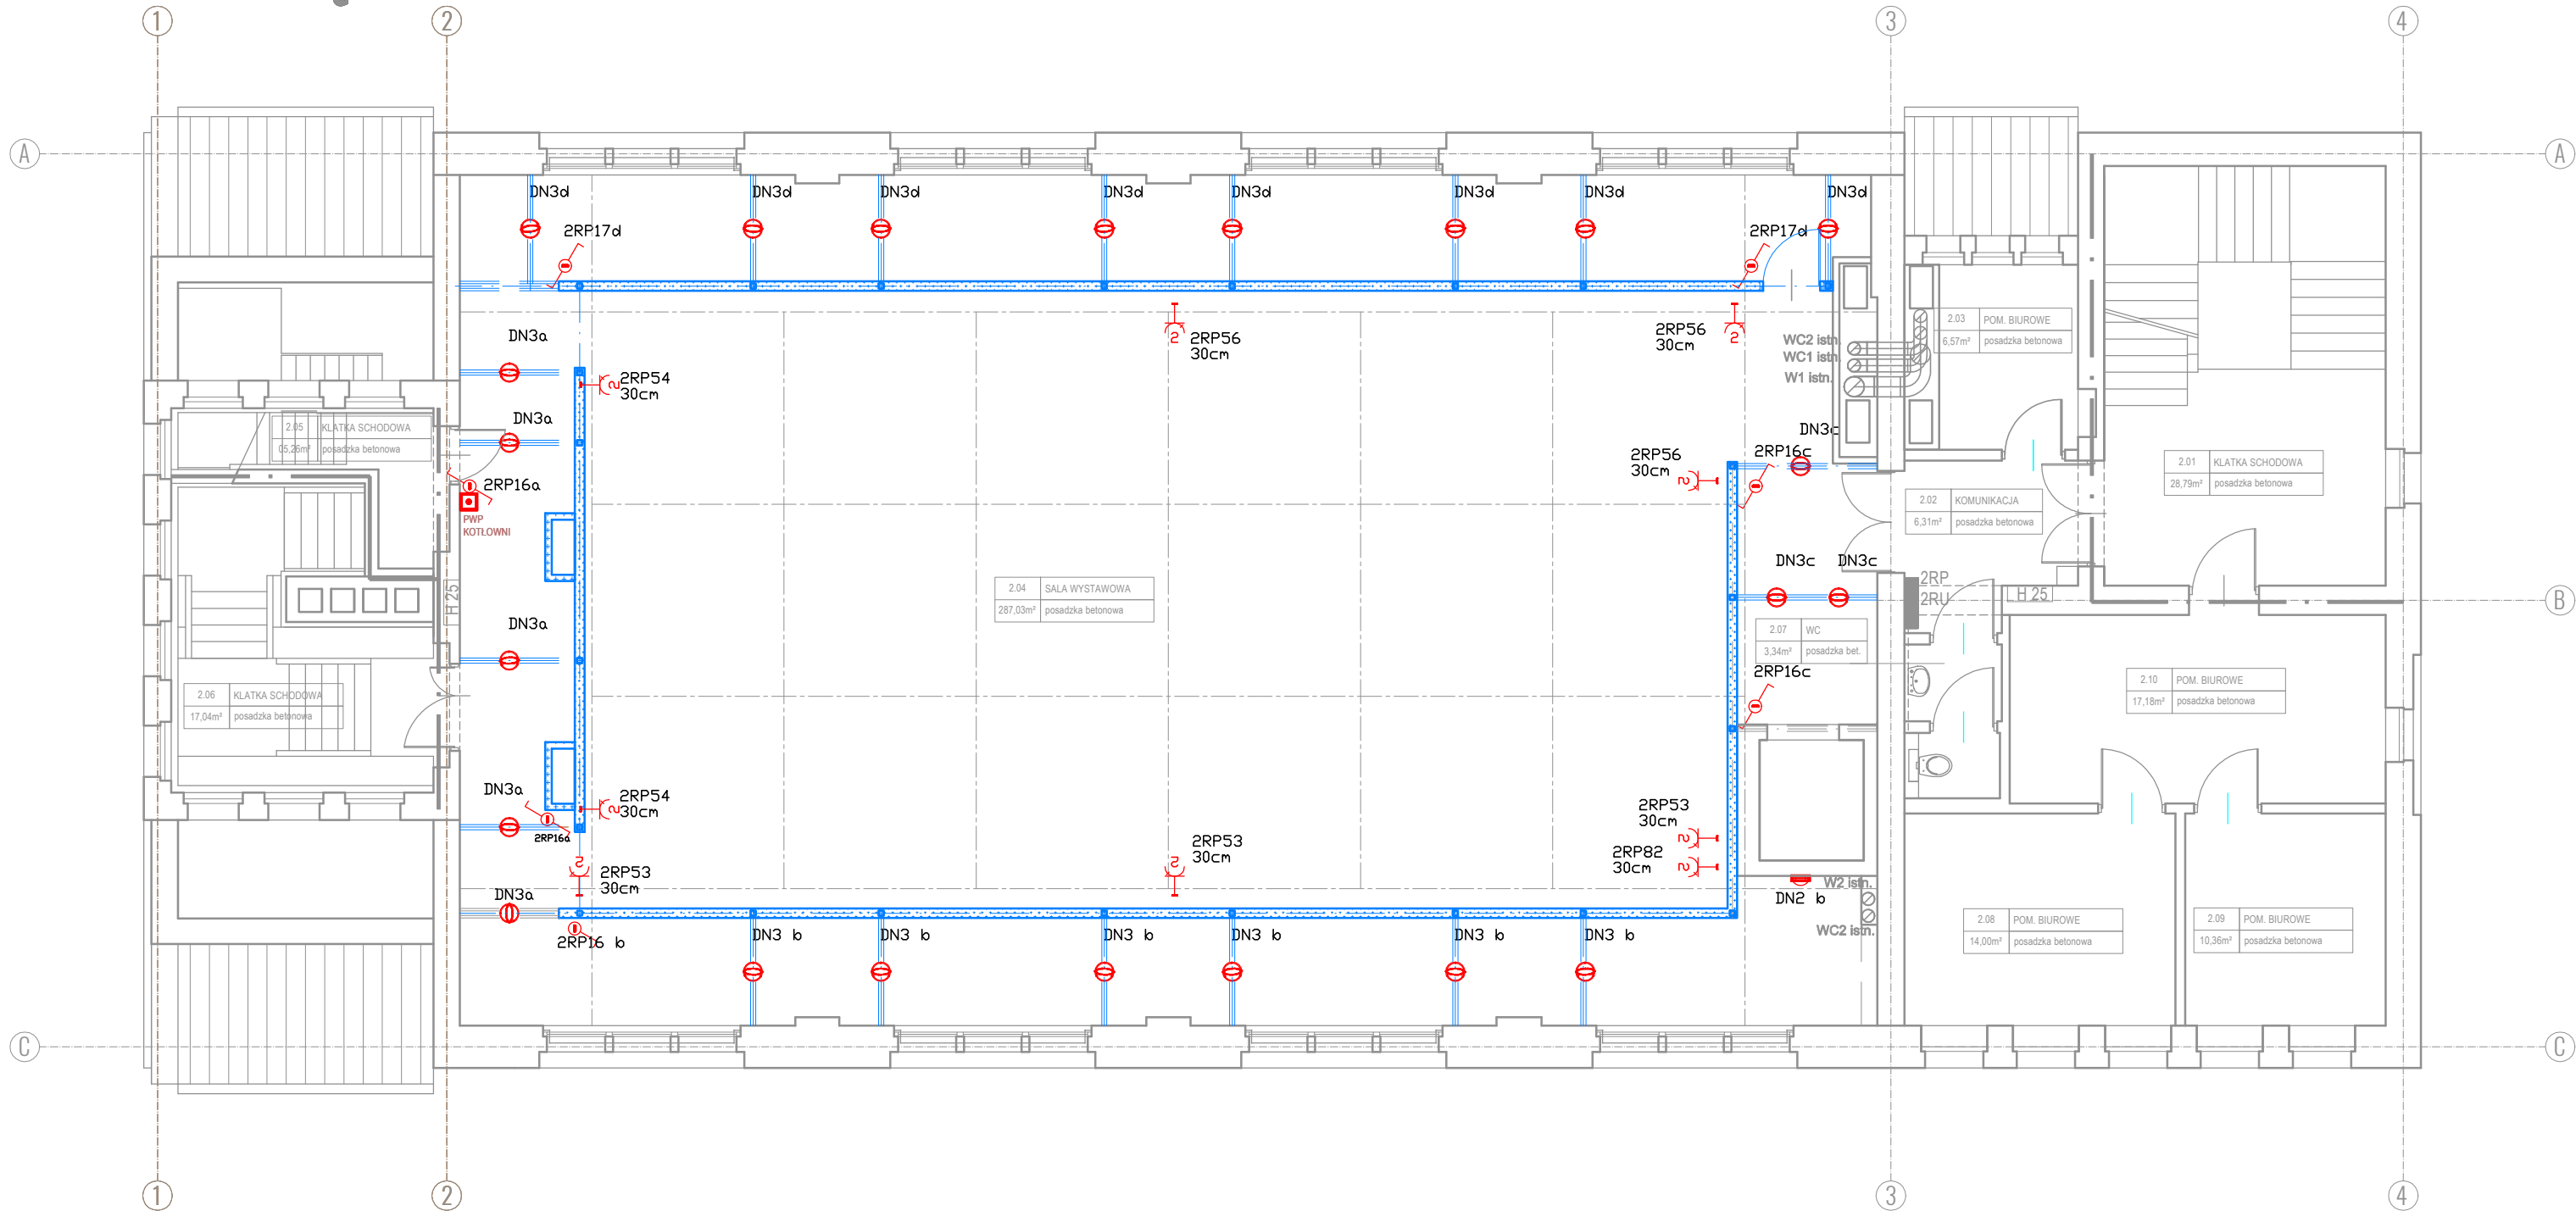 1
2
3
4
A
A
DN3d
DN3d
DN3d
DN3d
DN3d
DN3d
DN3d
DN3d
2RP17d
2RP17d
DN3a
2RP56
30cm
2RP56
30cm
WC2 istn.
WC1 istn.
W1 istn.
2.03 POM. BIUROWE
6,57m² posadzka betonowa
2RP54
30cm
DN3a
2.05 KLATKA SCHODOWA
05,26m² posadzka betonowa
DN3c
2RP56
30cm
2RP16c
2.01 KLATKA SCHODOWA
28,79m² posadzka betonowa
2RP16a
PWP
KOTŁOWNI
2.02 KOMUNIKACJA
6,31m² posadzka betonowa
DN3c
DN3c
2.04 SALA WYSTAWOWA
287,03m² posadzka betonowa
H 25
2RP
2RU
H 25
B
DN3a
2.07 WC
3,34m² posadzka bet.
2RP16c
2.06 KLATKA SCHODOWA
17,04m² posadzka betonowa
2.10 POM. BIUROWE
17,18m² posadzka betonowa
DN3a
2RP54
30cm
2RP16a
2RP53
30cm
2RP53
30cm
2RP82
30cm
2RP53
30cm
DN3a
W2 istn.
DN2 b
WC2 istn.
2RP16 b
DN3 b
DN3 b
DN3 b
DN3 b
DN3 b
DN3 b
2.08 POM. BIUROWE
14,00m² posadzka betonowa
2.09 POM. BIUROWE
10,36m² posadzka betonowa
C
C
1
2
3
4